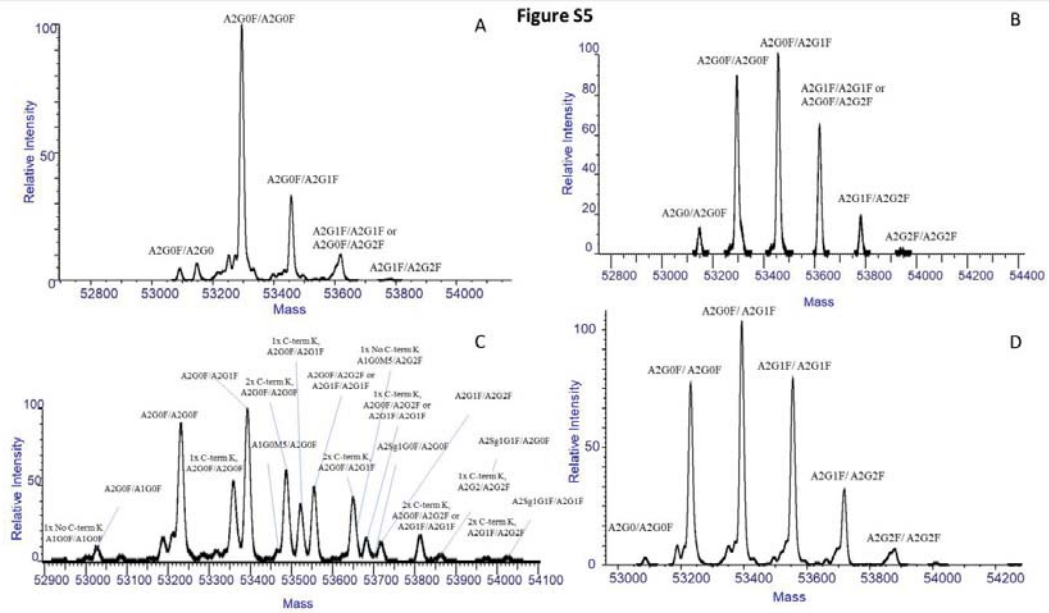 Figure S5
A
A2G0F/A2G0F
A2G0F/A2G1F
A2G0F/A2G0
A2G1F/A2G1F or
A2G0F/A2G2F
A2G1F/A2G2F
100
50
0
Relative Intensity
52800 53000 53200 53400 53600 53800 54000
Mass
B
A2G0F/A2G1F
A2G0F/A2G0F
A2G1F/A2G1F or
A2G0F/A2G2F
A2G1F/A2G2F
A2G0/A2G0F
A2G2F/A2G2F
100
80
60
40
20
0
Relative Intensity
52800 53000 53200 53400 53600 53800 54000 54200 54400
Mass
C
1x C-term K,
A2G0F/A2G1F
1x No C-term K
A1G0M5/A2G2F
A2G0F/A2G1F
2x C-term K,
A2G0F/A2G0F
A2G0F/A2G2F or
A2G1F/A2G1F
1x C-term K,
A2G0F/A2G2F or
A2G1F/A2G1F
A2G1F/A2G2F
A2G0F/A2G0F
A1G0M5/A2G0F
A2Sg1G0F/A2G0F
A2Sg1G1F/A2G0F
1x C-term K,
A2G0F/A2G0F
2x C-term K,
A2G0F/A2G1F
1x C-term K,
A2G2/A2G2F
A2G0F/A1G0F
2x C-term K,
A2G0F/A2G2F or
A2G1F/A2G1F
A2Sg1G1F/A2G1F
1x No C-term K
A1G0F/A1G0F
2x C-term K,
A2G1F/A2G2F
100
50
0
Relative Intensity
52900 53000 53100 53200 53300 53400 53500 53600 53700 53800 53900 54000 54100
Mass
D
A2G0F/A2G1F
A2G0F/A2G0F
A2G1F/A2G1F
A2G1F/A2G2F
A2G0/A2G0F
A2G2F/A2G2F
100
50
0
Relative Intensity
53000 53200 53400 53600 53800 54000 54200
Mass